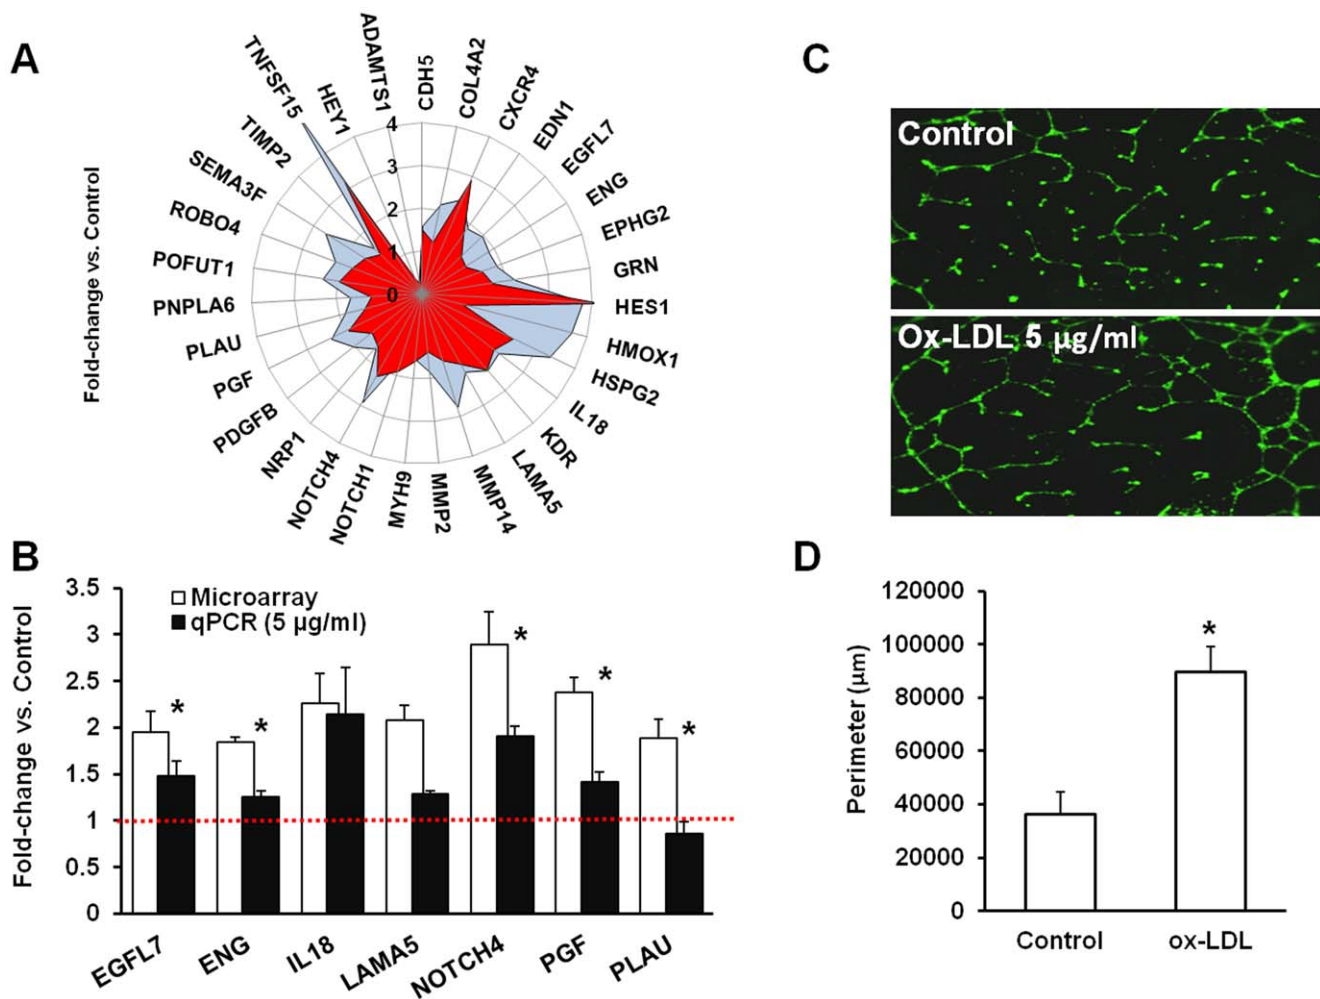 A
Fold-change vs. Control
ADAMTS1
CDH5
COL4A2
CXCR4
EDN1
EGFL7
ENG
EPHG2
GRN
HES1
HMOX1
HSPG2
IL18
KDR
LAMA5
MMP14
MMP2
MYH9
NOTCH1
NOTCH4
NRP1
PDGFB
PGF
PLAU
PNPLA6
POFUT1
ROBO4
SEMA3F
TIMP2
TNFSF15
HEY1
4
3
2
1
0
B
Fold-change vs. Control
3.5
3
2.5
2
1.5
1
0.5
0
Microarray
qPCR (5 µg/ml)
* * * * *
EGFL7 ENG IL18 LAMA5 NOTCH4 PGF PLAU
C
Control
Ox-LDL 5 µg/ml
D
Perimeter (µm)
120000
100000
80000
60000
40000
20000
0
*
Control ox-LDL